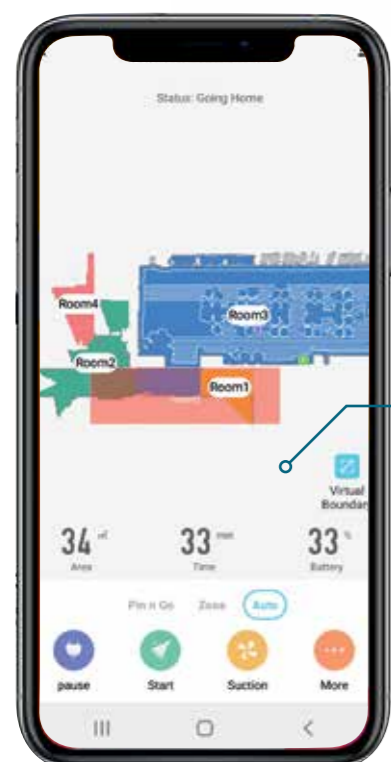 Status: Going Home
Room4
Room3
Room2
Room1
Virtual
Boundary
34 33 33 %
Area Time Battery
Pin n Go Zone Auto
pause Start Suction More